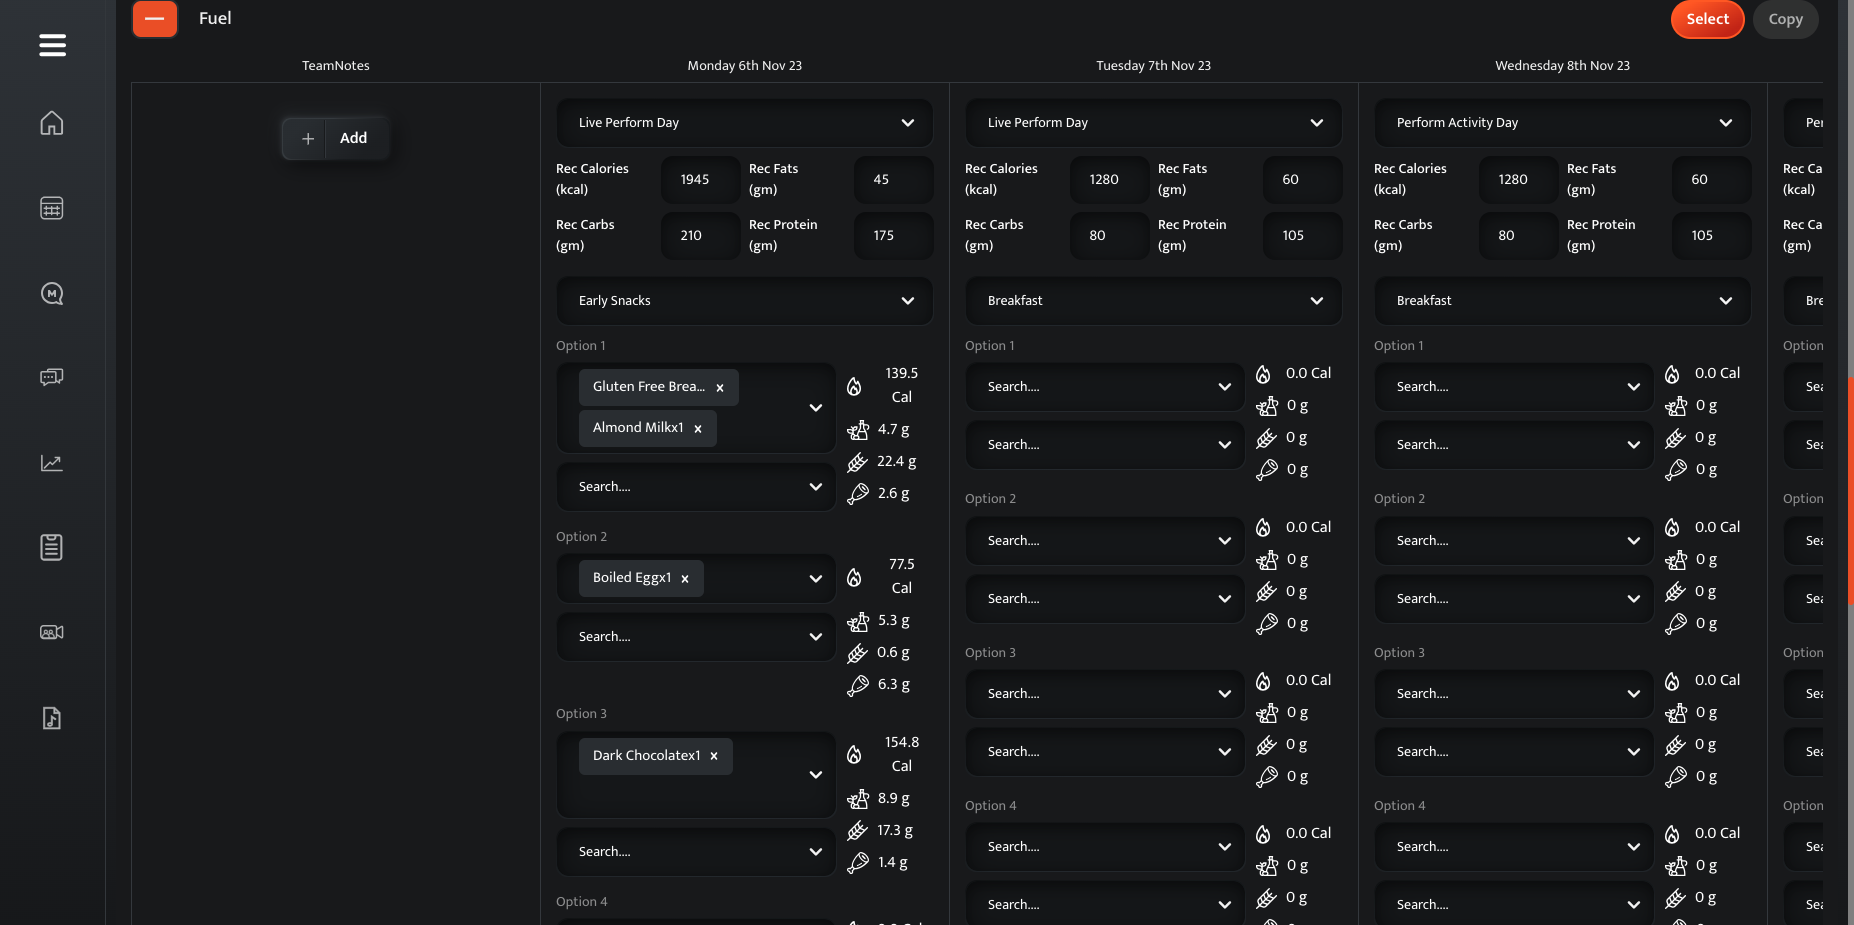 Fuel
Select
Copy
TeamNotes
Monday 6th Nov 23
Tuesday 7th Nov 23
Wednesday 8th Nov 23
Add
Live Perform Day
Rec Calories (kcal)
1945
Rec Fats (gm)
45
Rec Carbs (gm)
210
Rec Protein (gm)
175
Early Snacks
Option 1
Gluten Free Brea... x
Almond Milkx1 x
Search....
139.5 Cal
4.7 g
22.4 g
2.6 g
Option 2
Boiled Eggx1 x
Search....
77.5 Cal
5.3 g
0.6 g
6.3 g
Option 3
Dark Chocolatex1 x
Search....
154.8 Cal
8.9 g
17.3 g
1.4 g
Option 4
Live Perform Day
Rec Calories (kcal)
1280
Rec Fats (gm)
60
Rec Carbs (gm)
80
Rec Protein (gm)
105
Breakfast
Option 1
Search....
Search....
0.0 Cal
0 g
0 g
0 g
Option 2
Search....
Search....
0.0 Cal
0 g
0 g
0 g
Option 3
Search....
Search....
0.0 Cal
0 g
0 g
0 g
Option 4
Search....
Search....
0.0 Cal
0 g
0 g
Perform Activity Day
Rec Calories (kcal)
1280
Rec Fats (gm)
60
Rec Carbs (gm)
80
Rec Protein (gm)
105
Breakfast
Option 1
Search....
Search....
0.0 Cal
0 g
0 g
0 g
Option 2
Search....
Search....
0.0 Cal
0 g
0 g
0 g
Option 3
Search....
Search....
0.0 Cal
0 g
0 g
0 g
Option 4
Search....
Search....
0.0 Cal
0 g
0 g
Per
Rec Ca
(kcal)
Rec Ca
(gm)
Bre
Option
Sea
Sea
Option
Sea
Sea
Option
Sea
Sea
Option
Sea
Sea